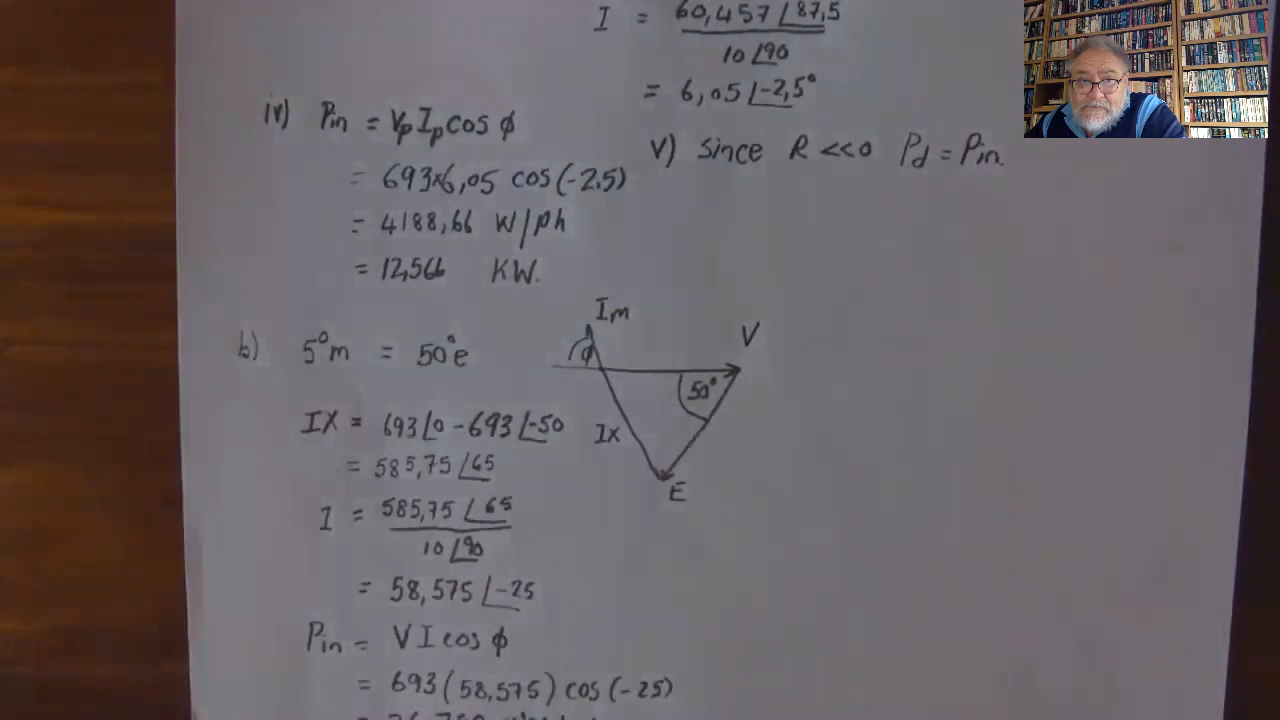 I = 60,457 ∠87,5
10 ∠90
= 6,05 ∠-2,5°
iv) Pin = VpIp cos ϕ
= 693×6,05 cos(-2.5)
= 4188,66 W/ph
= 12,566 KW.
v) since R <<0 Pd = Pin.
b) 5°m = 50°e
IX = 693∠0 - 693∠-50
= 585,75 ∠65
I = 585,75 ∠65
10 ∠90
= 58,575 ∠-25
Pin = V I cos ϕ
= 693 (58,575) cos (-25)
Im
ϕ
V
50°
Ix
E